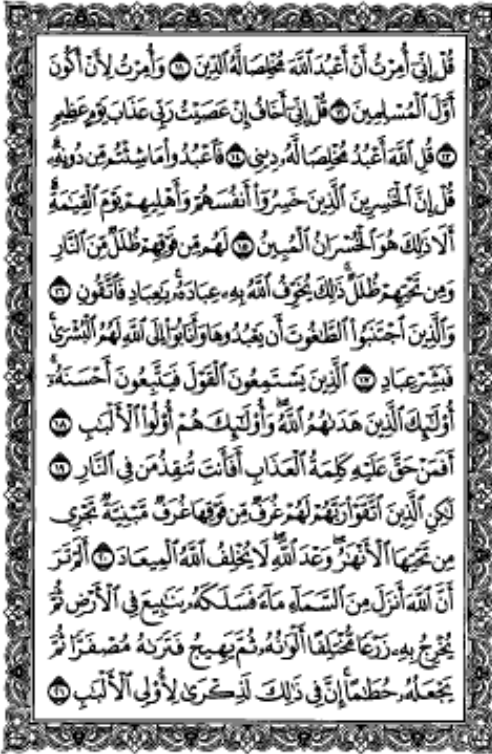 قُلْ إِنِّيٓ أُمِرْتُ أَنْ أَعْبُدَ ٱللَّهَ مُخْلِصًا لَّهُ ٱلدِّينَ ١١ وَأُمِرْتُ لِأَنْ أَكُونَ
أَوَّلَ ٱلْمُسْلِمِينَ ١٢ قُلْ إِنِّيٓ أَخَافُ إِنْ عَصَيْتُ رَبِّي عَذَابَ يَوْمٍ عَظِيمٍ
١٣ قُلِ ٱللَّهَ أَعْبُدُ مُخْلِصًا لَّهُۥ دِينِي ١٤ فَٱعْبُدُوا۟ مَا شِئْتُم مِّن دُونِهِۦ
قُلْ إِنَّ ٱلْخَٰسِرِينَ ٱلَّذِينَ خَسِرُوٓا۟ أَنفُسَهُمْ وَأَهْلِيهِمْ يَوْمَ ٱلْقِيَٰمَةِ
أَلَا ذَٰلِكَ هُوَ ٱلْخُسْرَانُ ٱلْمُبِينُ ١٥ لَهُم مِّن فَوْقِهِمْ ظُلَلٌ مِّنَ ٱلنَّارِ
وَمِن تَحْتِهِمْ ظُلَلٌ ذَٰلِكَ يُخَوِّفُ ٱللَّهُ بِهِۦ عِبَادَهُۥ يَٰعِبَادِ فَٱتَّقُونِ ١٦
وَٱلَّذِينَ ٱجْتَنَبُوا۟ ٱلطَّٰغُوتَ أَن يَعْبُدُوهَا وَأَنَابُوٓا۟ إِلَى ٱللَّهِ لَهُمُ ٱلْبُشْرَىٰ
فَبَشِّرْ عِبَادِ ١٧ ٱلَّذِينَ يَسْتَمِعُونَ ٱلْقَوْلَ فَيَتَّبِعُونَ أَحْسَنَهُۥٓ
أُو۟لَٰٓئِكَ ٱلَّذِينَ هَدَىٰهُمُ ٱللَّهُ وَأُو۟لَٰٓئِكَ هُمْ أُو۟لُوا۟ ٱلْأَلْبَٰبِ ١٨
أَفَمَنْ حَقَّ عَلَيْهِ كَلِمَةُ ٱلْعَذَابِ أَفَأَنتَ تُنقِذُ مَن فِي ٱلنَّارِ ١٩
لَٰكِنِ ٱلَّذِينَ ٱتَّقَوْا۟ رَبَّهُمْ لَهُمْ غُرَفٌ مِّن فَوْقِهَا غُرَفٌ مَّبْنِيَّةٌ تَجْرِي
مِن تَحْتِهَا ٱلْأَنْهَٰرُ وَعْدَ ٱللَّهِ لَا يُخْلِفُ ٱللَّهُ ٱلْمِيعَادَ ٢٠ أَلَمْ تَرَ
أَنَّ ٱللَّهَ أَنزَلَ مِنَ ٱلسَّمَآءِ مَآءً فَسَلَكَهُۥ يَنَٰبِيعَ فِي ٱلْأَرْضِ ثُمَّ
يُخْرِجُ بِهِۦ زَرْعًا مُّخْتَلِفًا أَلْوَٰنُهُۥ ثُمَّ يَهِيجُ فَتَرَىٰهُ مُصْفَرًّا ثُمَّ
يَجْعَلُهُۥ حُطَٰمًا إِنَّ فِي ذَٰلِكَ لَذِكْرَىٰ لِأُو۟لِي ٱلْأَلْبَٰبِ ٢١